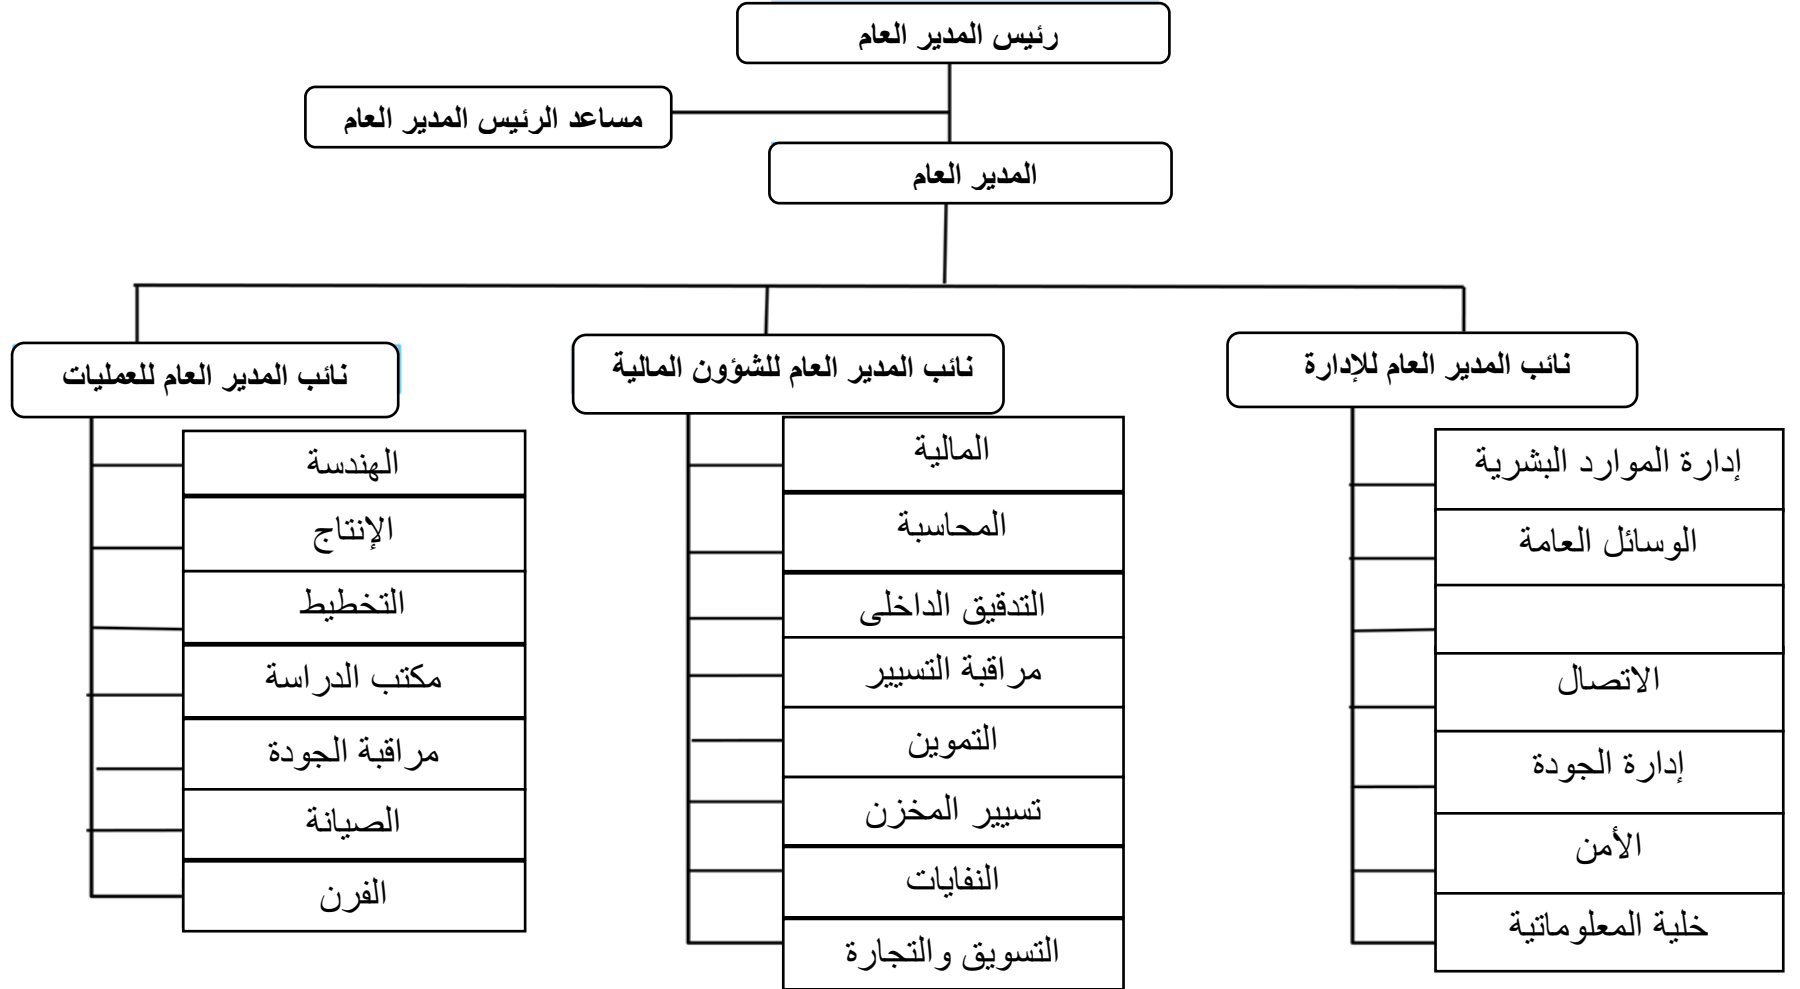 رئيس المدير العام
مساعد الرئيس المدير العام
المدير العام
نائب المدير العام للإدارة
إدارة الموارد البشرية
الوسائل العامة
الاتصال
إدارة الجودة
الأمن
خلية المعلوماتية
نائب المدير العام للشؤون المالية
المالية
المحاسبة
التدقيق الداخلى
مراقبة التسيير
التموين
تسيير المخزن
النفايات
التسويق والتجارة
نائب المدير العام للعمليات
الهندسة
الإنتاج
التخطيط
مكتب الدراسة
مراقبة الجودة
الصيانة
الفرن